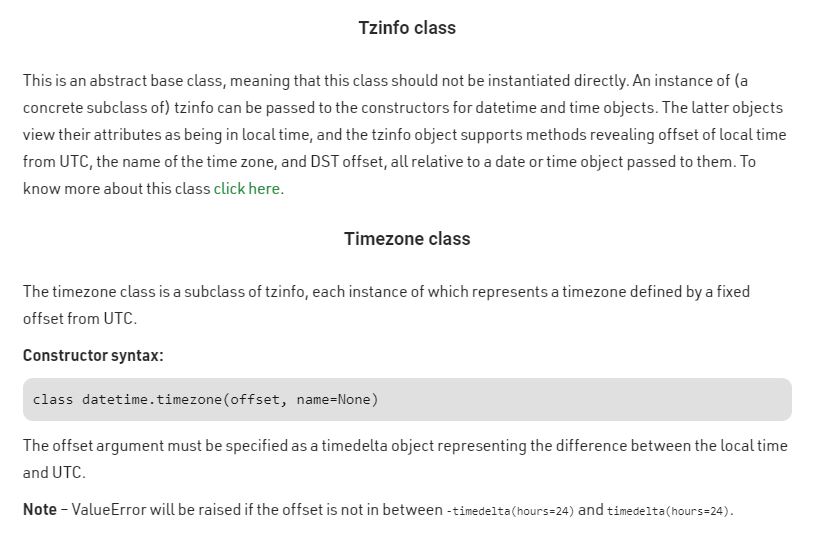 Tzinfo class
This is an abstract base class, meaning that this class should not be instantiated directly. An instance of (a
concrete subclass of) tzinfo can be passed to the constructors for datetime and time objects. The latter objects
view their attributes as being in local time, and the tzinfo object supports methods revealing offset of local time
from UTC, the name of the time zone, and DST offset, all relative to a date or time object passed to them. To
know more about this class click here.
Timezone class
The timezone class is a subclass of tzinfo, each instance of which represents a timezone defined by a fixed
offset from UTC.
Constructor syntax:
class datetime.timezone(offset, name=None)
The offset argument must be specified as a timedelta object representing the difference between the local time
and UTC.
Note – ValueError will be raised if the offset is not in between -timedelta(hours=24) and timedelta(hours=24).